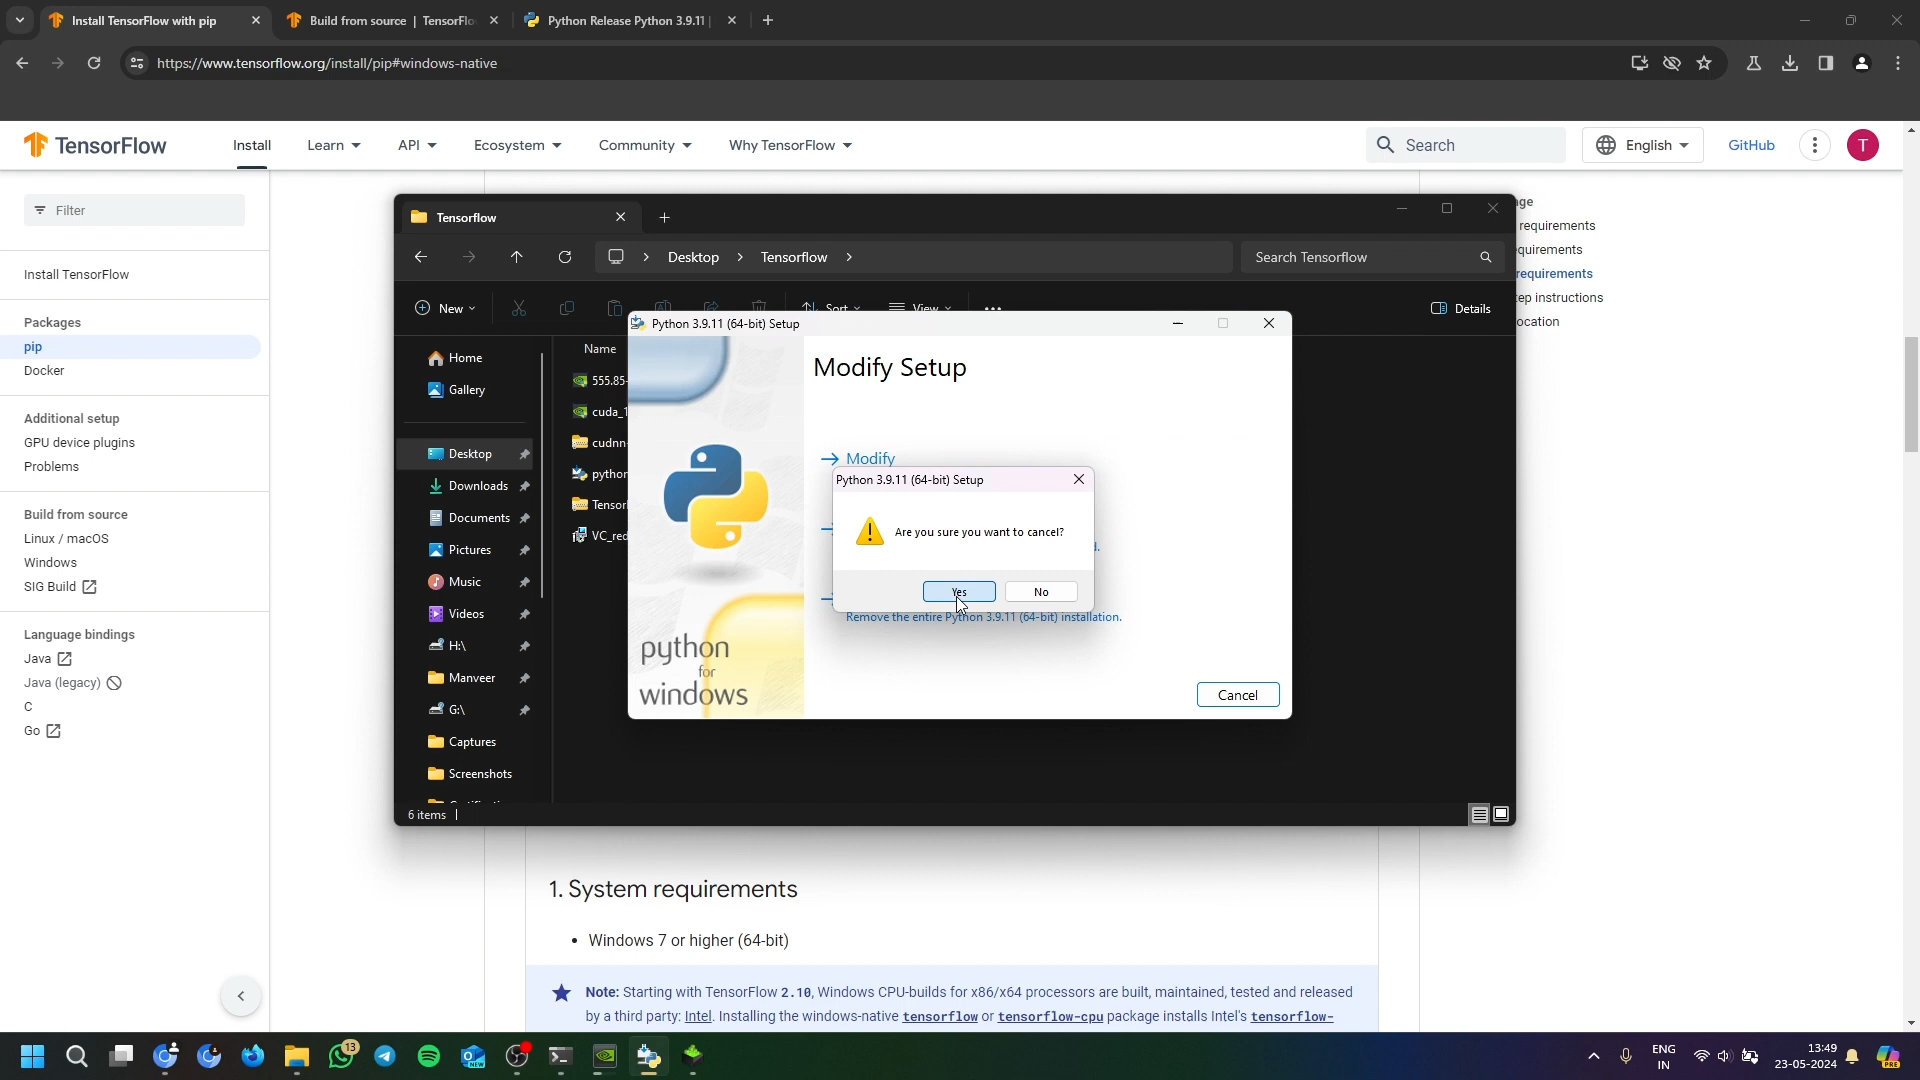 Install TensorFlow with pip
Build from source | TensorFlo
Python Release Python 3.9.11 |
https://www.tensorflow.org/install/pip#windows-native
TensorFlow
Install
Learn
API
Ecosystem
Community
Why TensorFlow
Search
English
GitHub
T
Filter
Install TensorFlow
Packages
pip
Docker
Additional setup
GPU device plugins
Problems
Build from source
Linux / macOS
Windows
SIG Build
Language bindings
Java
Java (legacy)
C
Go
Tensorflow
Desktop
Tensorflow
Search Tensorflow
New
Sort
View
Details
Home
Gallery
Desktop
Downloads
Documents
Pictures
Music
Videos
H:\
Manveer
G:\
Captures
Screenshots
Name
555.85-
cuda_1
cudnn-
python
Tensor
VC_red
6 items
Python 3.9.11 (64-bit) Setup
Modify Setup
Modify
Python 3.9.11 (64-bit) Setup
Are you sure you want to cancel?
Yes
No
Remove the entire Python 3.9.11 (64-bit) installation.
python
for
windows
Cancel
age
requirements
equirements
requirements
tep instructions
ocation
1. System requirements
• Windows 7 or higher (64-bit)
Note: Starting with TensorFlow 2.10, Windows CPU-builds for x86/x64 processors are built, maintained, tested and released
by a third party: Intel. Installing the windows-native tensorflow or tensorflow-cpu package installs Intel's tensorflow-
13
NEW
ENG
IN
13:49
23-05-2024
PRE